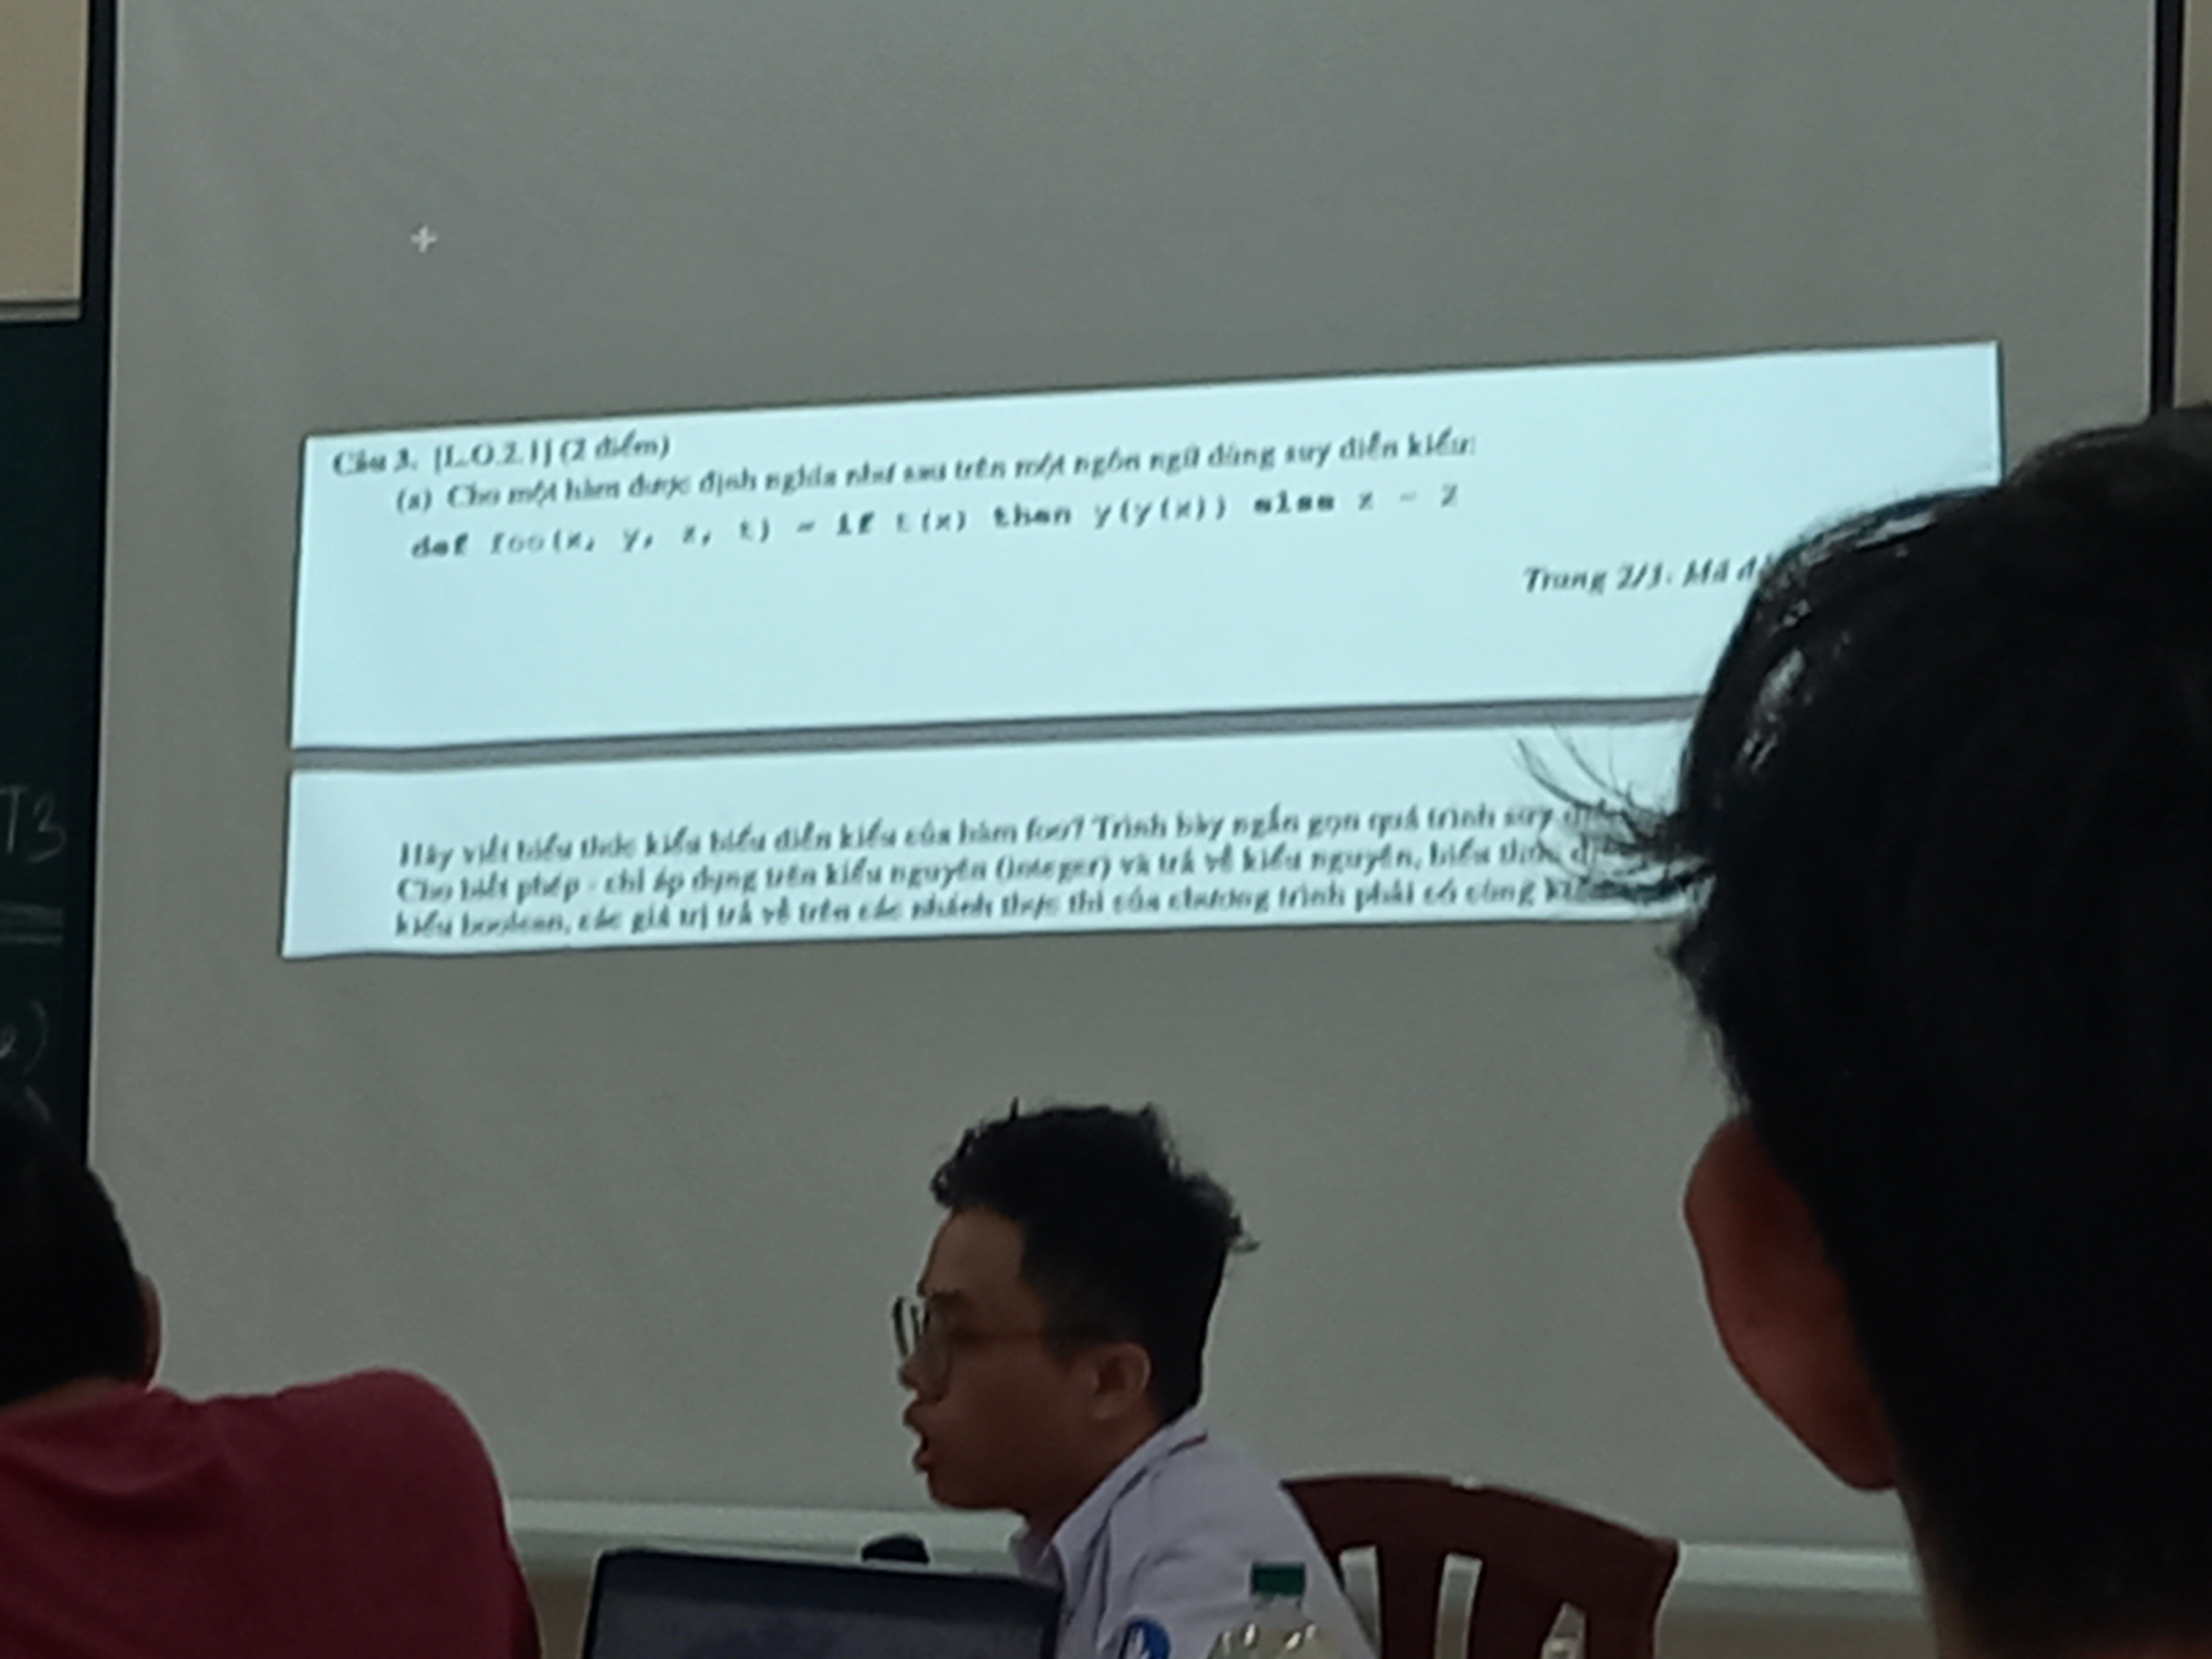 Câu 3. [L.O.2.1] (2 điểm)
(a) Cho một hàm được định nghĩa như sau trên một ngôn ngữ dùng suy diễn kiểu:
def foo(x, y, z, t) = if t(x) then y(y(x)) else z - 2
Trang 2/3. Mã
Hãy viết biểu thức kiểu biểu diễn kiểu của hàm foo? Trình bày ngắn gọn quá trình suy
Cho biết phép - chỉ áp dụng trên kiểu nguyên (integer) và trả về kiểu nguyên, biểu thức
kiểu boolean, các giá trị trả về trên các nhánh thực thi của chương trình phải có cùng
T3